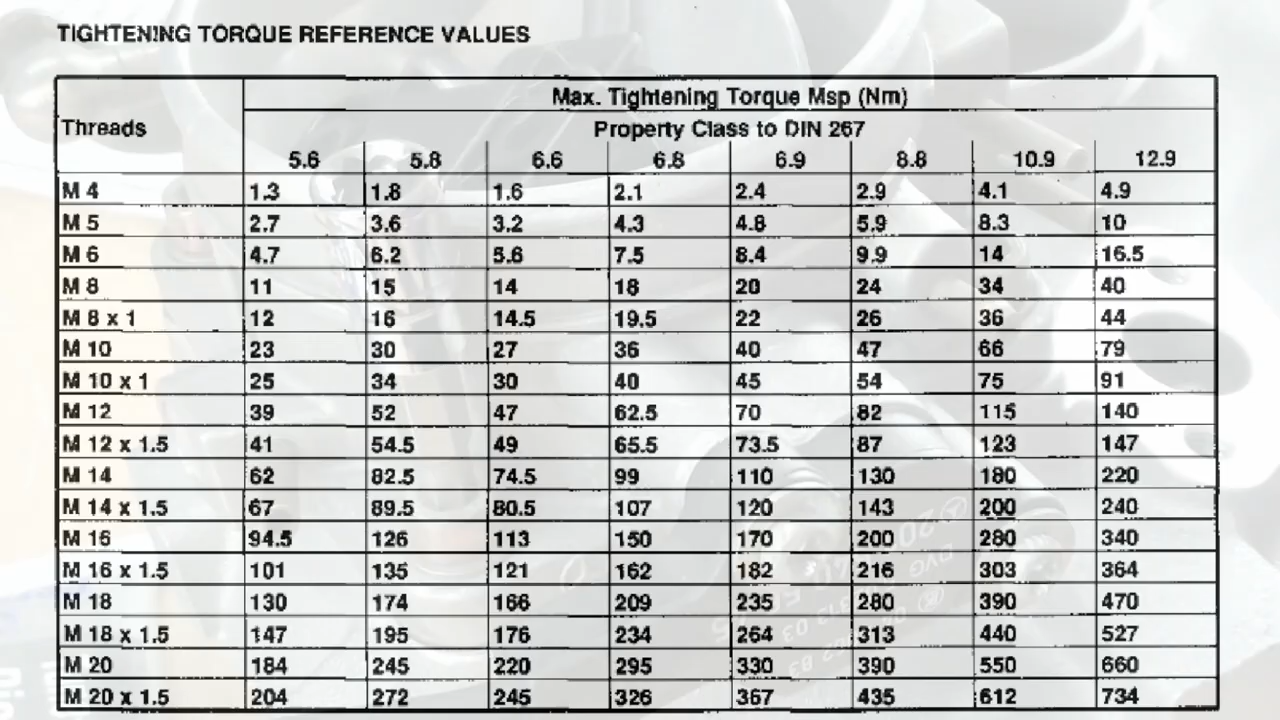 TIGHTENING TORQUE REFERENCE VALUES
Max. Tightening Torque Msp (Nm)
Threads
Property Class to DIN 267
5.6 5.8 6.6 6.8 6.9 8.8 10.9 12.9
M 4 1.3 1.8 1.6 2.1 2.4 2.9 4.1 4.9
M 5 2.7 3.6 3.2 4.3 4.8 5.9 8.3 10
M 6 4.7 6.2 5.6 7.5 8.4 9.9 14 16.5
M 8 11 15 14 18 20 24 34 40
M 8 x 1 12 16 14.5 19.5 22 26 36 44
M 10 23 30 27 36 40 47 66 79
M 10 x 1 25 34 30 40 45 54 75 91
M 12 39 52 47 62.5 70 82 115 140
M 12 x 1.5 41 54.5 49 65.5 73.5 87 123 147
M 14 62 82.5 74.5 99 110 130 180 220
M 14 x 1.5 67 89.5 80.5 107 120 143 200 240
M 16 94.5 126 113 150 170 200 280 340
M 16 x 1.5 101 135 121 162 182 216 303 364
M 18 130 174 166 209 235 280 390 470
M 18 x 1.5 147 195 176 234 264 313 440 527
M 20 184 245 220 295 330 390 550 660
M 20 x 1.5 204 272 245 326 367 435 612 734